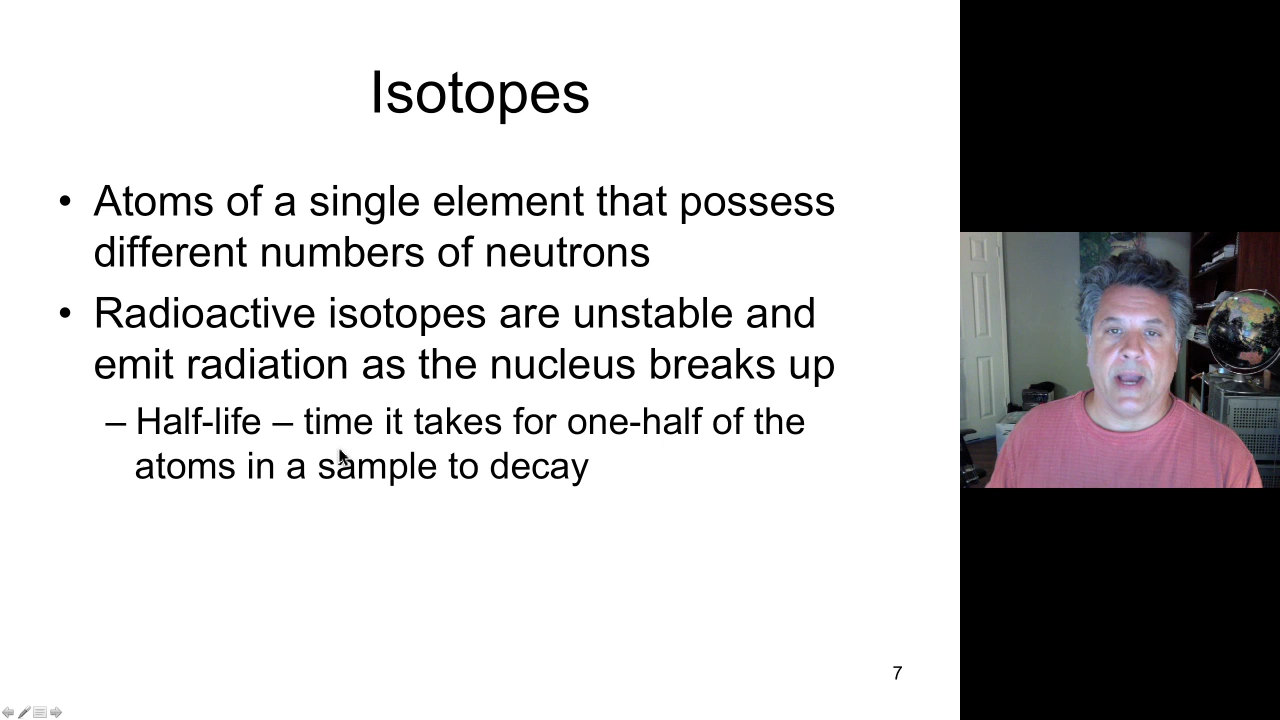 Isotopes
• Atoms of a single element that possess
different numbers of neutrons
• Radioactive isotopes are unstable and
emit radiation as the nucleus breaks up
– Half-life – time it takes for one-half of the
atoms in a sample to decay
7